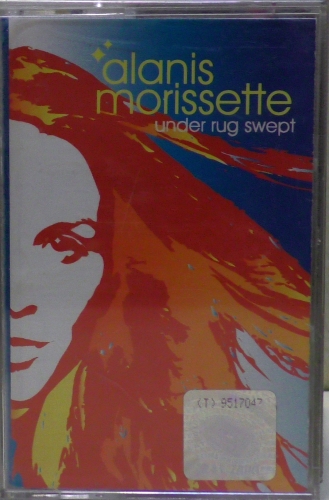 alanis
morissette
under rug swept